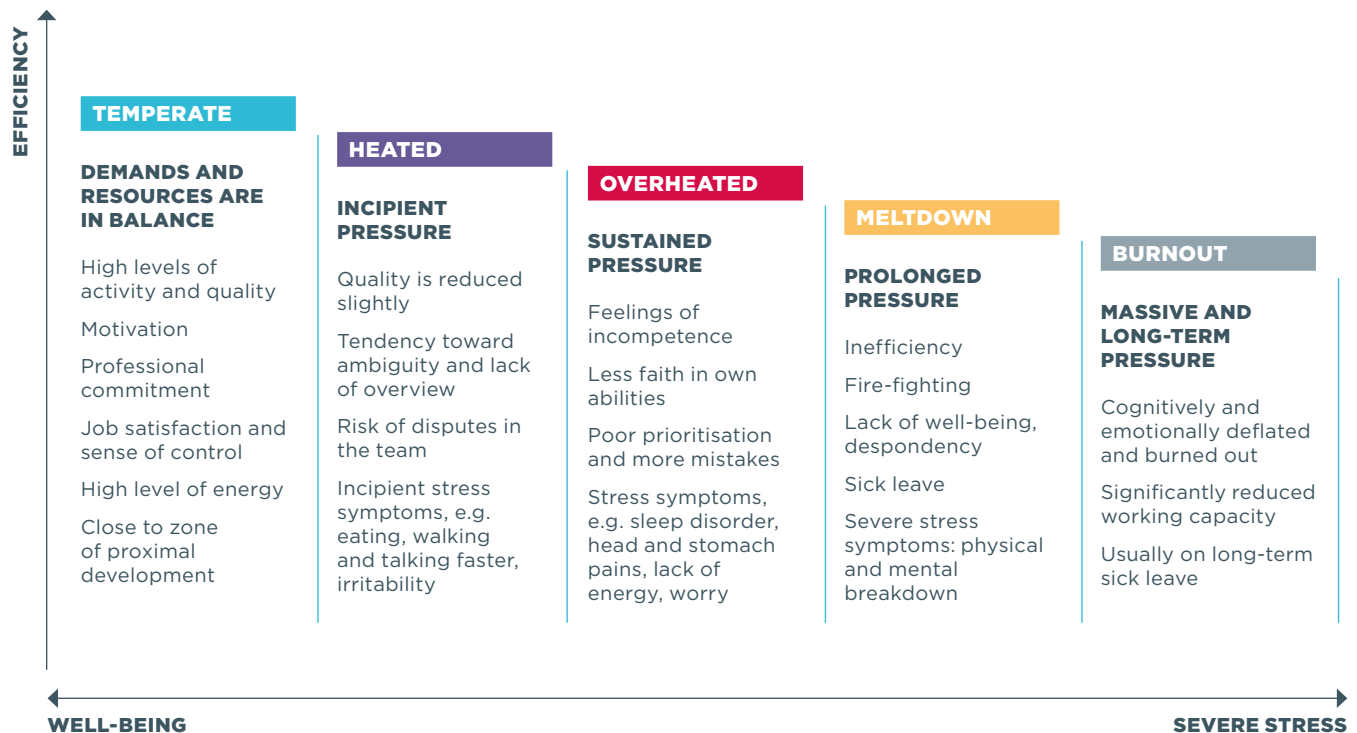 EFFICIENCY
TEMPERATE
DEMANDS AND
RESOURCES ARE
IN BALANCE
High levels of
activity and quality
Motivation
Professional
commitment
Job satisfaction and
sense of control
High level of energy
Close to zone
of proximal
development
HEATED
INCIPIENT
PRESSURE
Quality is reduced
slightly
Tendency toward
ambiguity and lack
of overview
Risk of disputes in
the team
Incipient stress
symptoms, e.g.
eating, walking
and talking faster,
irritability
OVERHEATED
SUSTAINED
PRESSURE
Feelings of
incompetence
Less faith in own
abilities
Poor prioritisation
and more mistakes
Stress symptoms,
e.g. sleep disorder,
head and stomach
pains, lack of
energy, worry
MELTDOWN
PROLONGED
PRESSURE
Inefficiency
Fire-fighting
Lack of well-being,
despondency
Sick leave
Severe stress
symptoms: physical
and mental
breakdown
BURNOUT
MASSIVE AND
LONG-TERM
PRESSURE
Cognitively and
emotionally deflated
and burned out
Significantly reduced
working capacity
Usually on long-term
sick leave
WELL-BEING
SEVERE STRESS